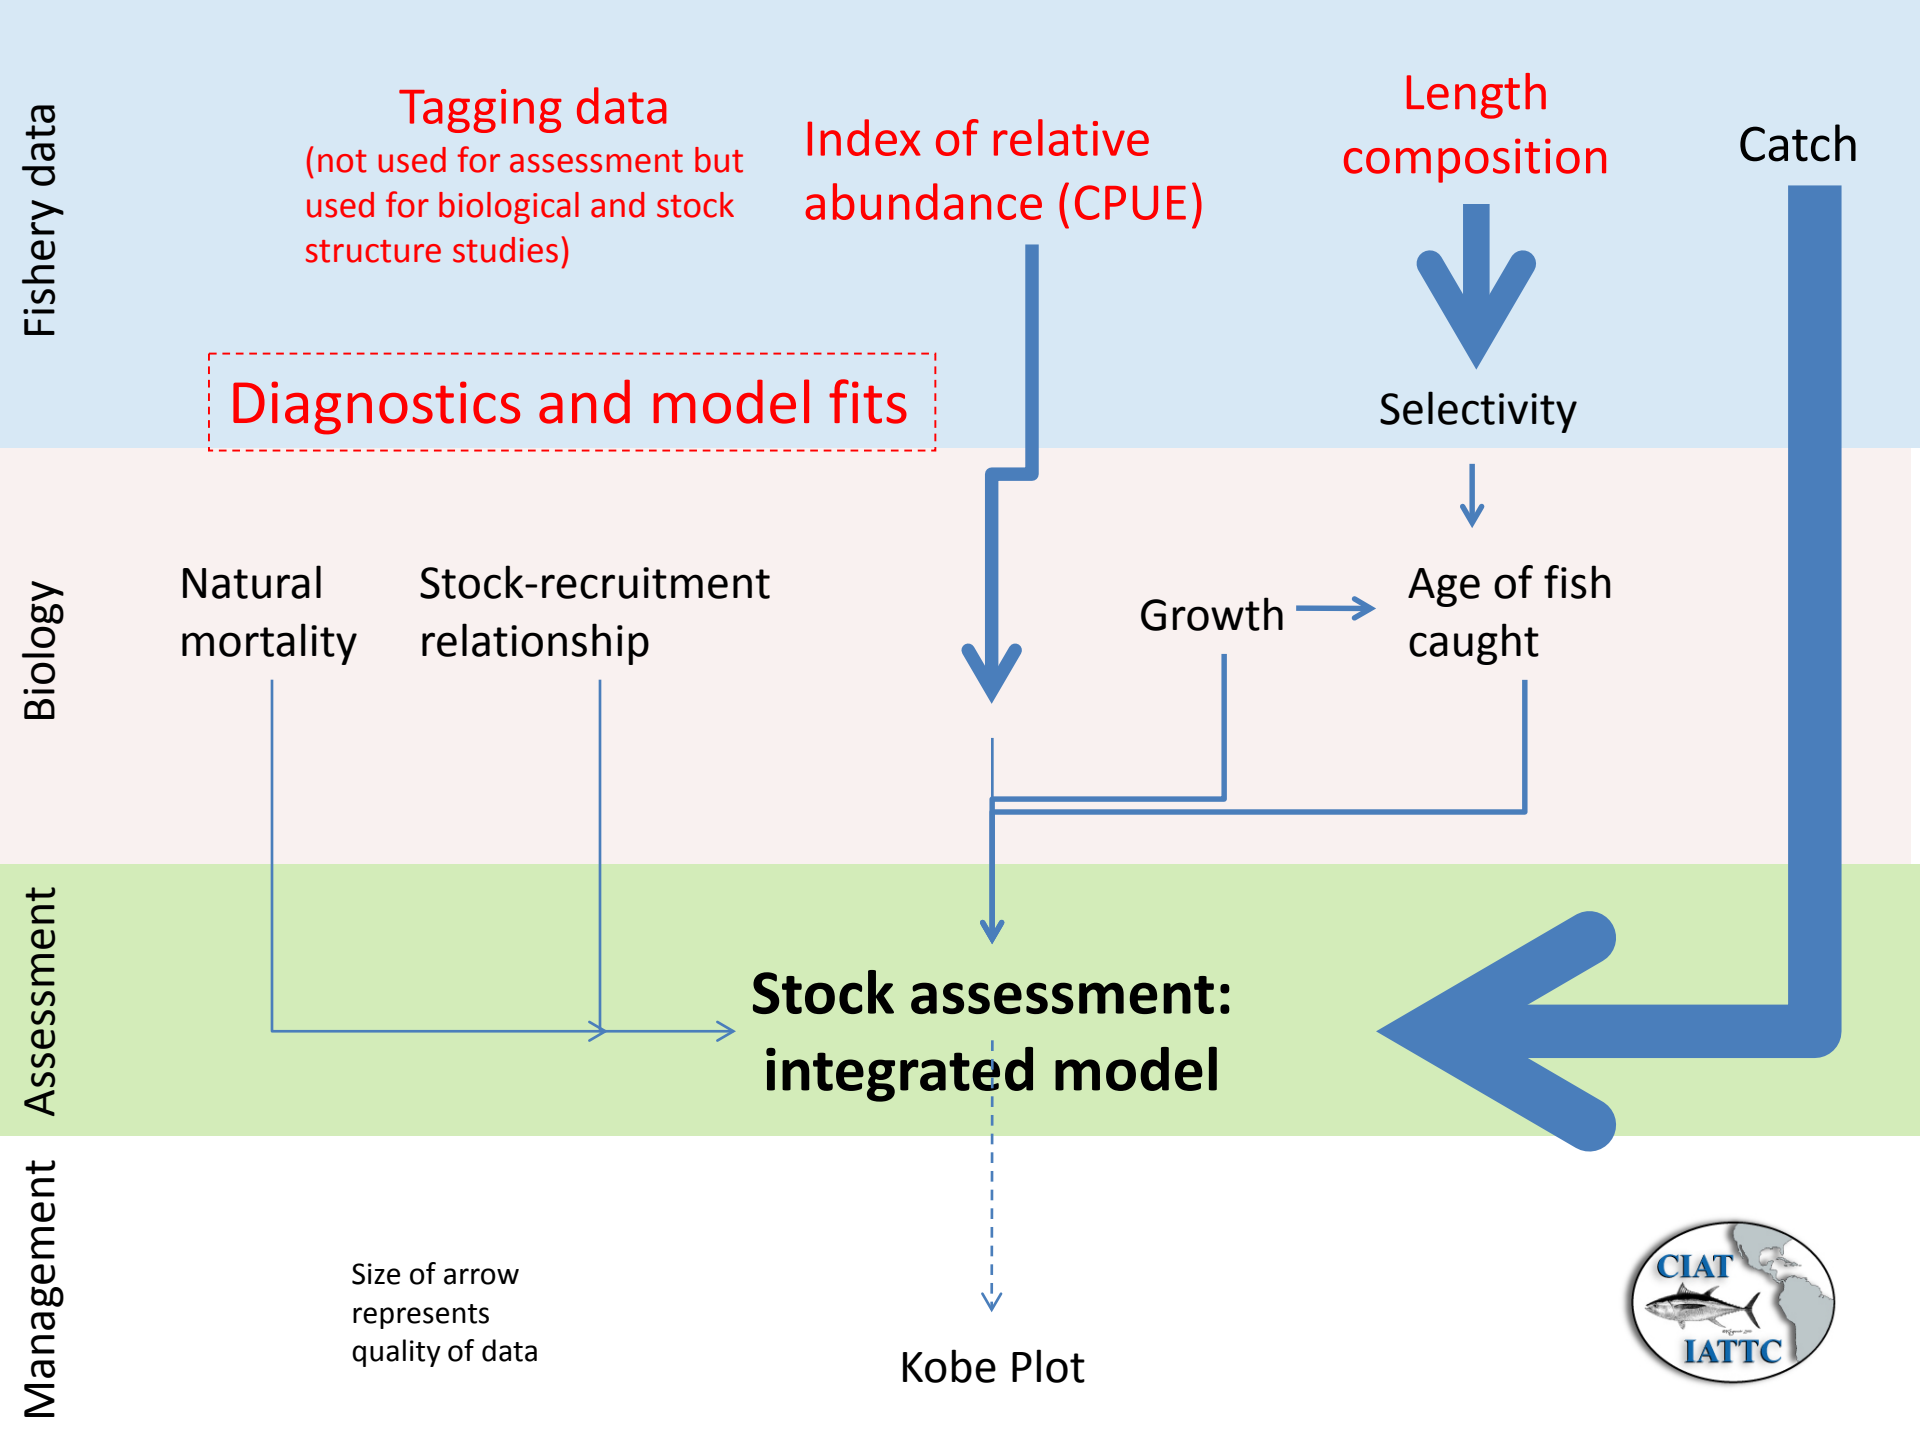 Fishery data
Tagging data
(not used for assessment but
used for biological and stock
structure studies)
Index of relative
abundance (CPUE)
Length
composition
Catch
Diagnostics and model fits
Selectivity
Biology
Natural
mortality
Stock-recruitment
relationship
Growth
Age of fish
caught
Assessment
Stock assessment:
integrated model
Management
Size of arrow
represents
quality of data
Kobe Plot
CIAT
IATTC